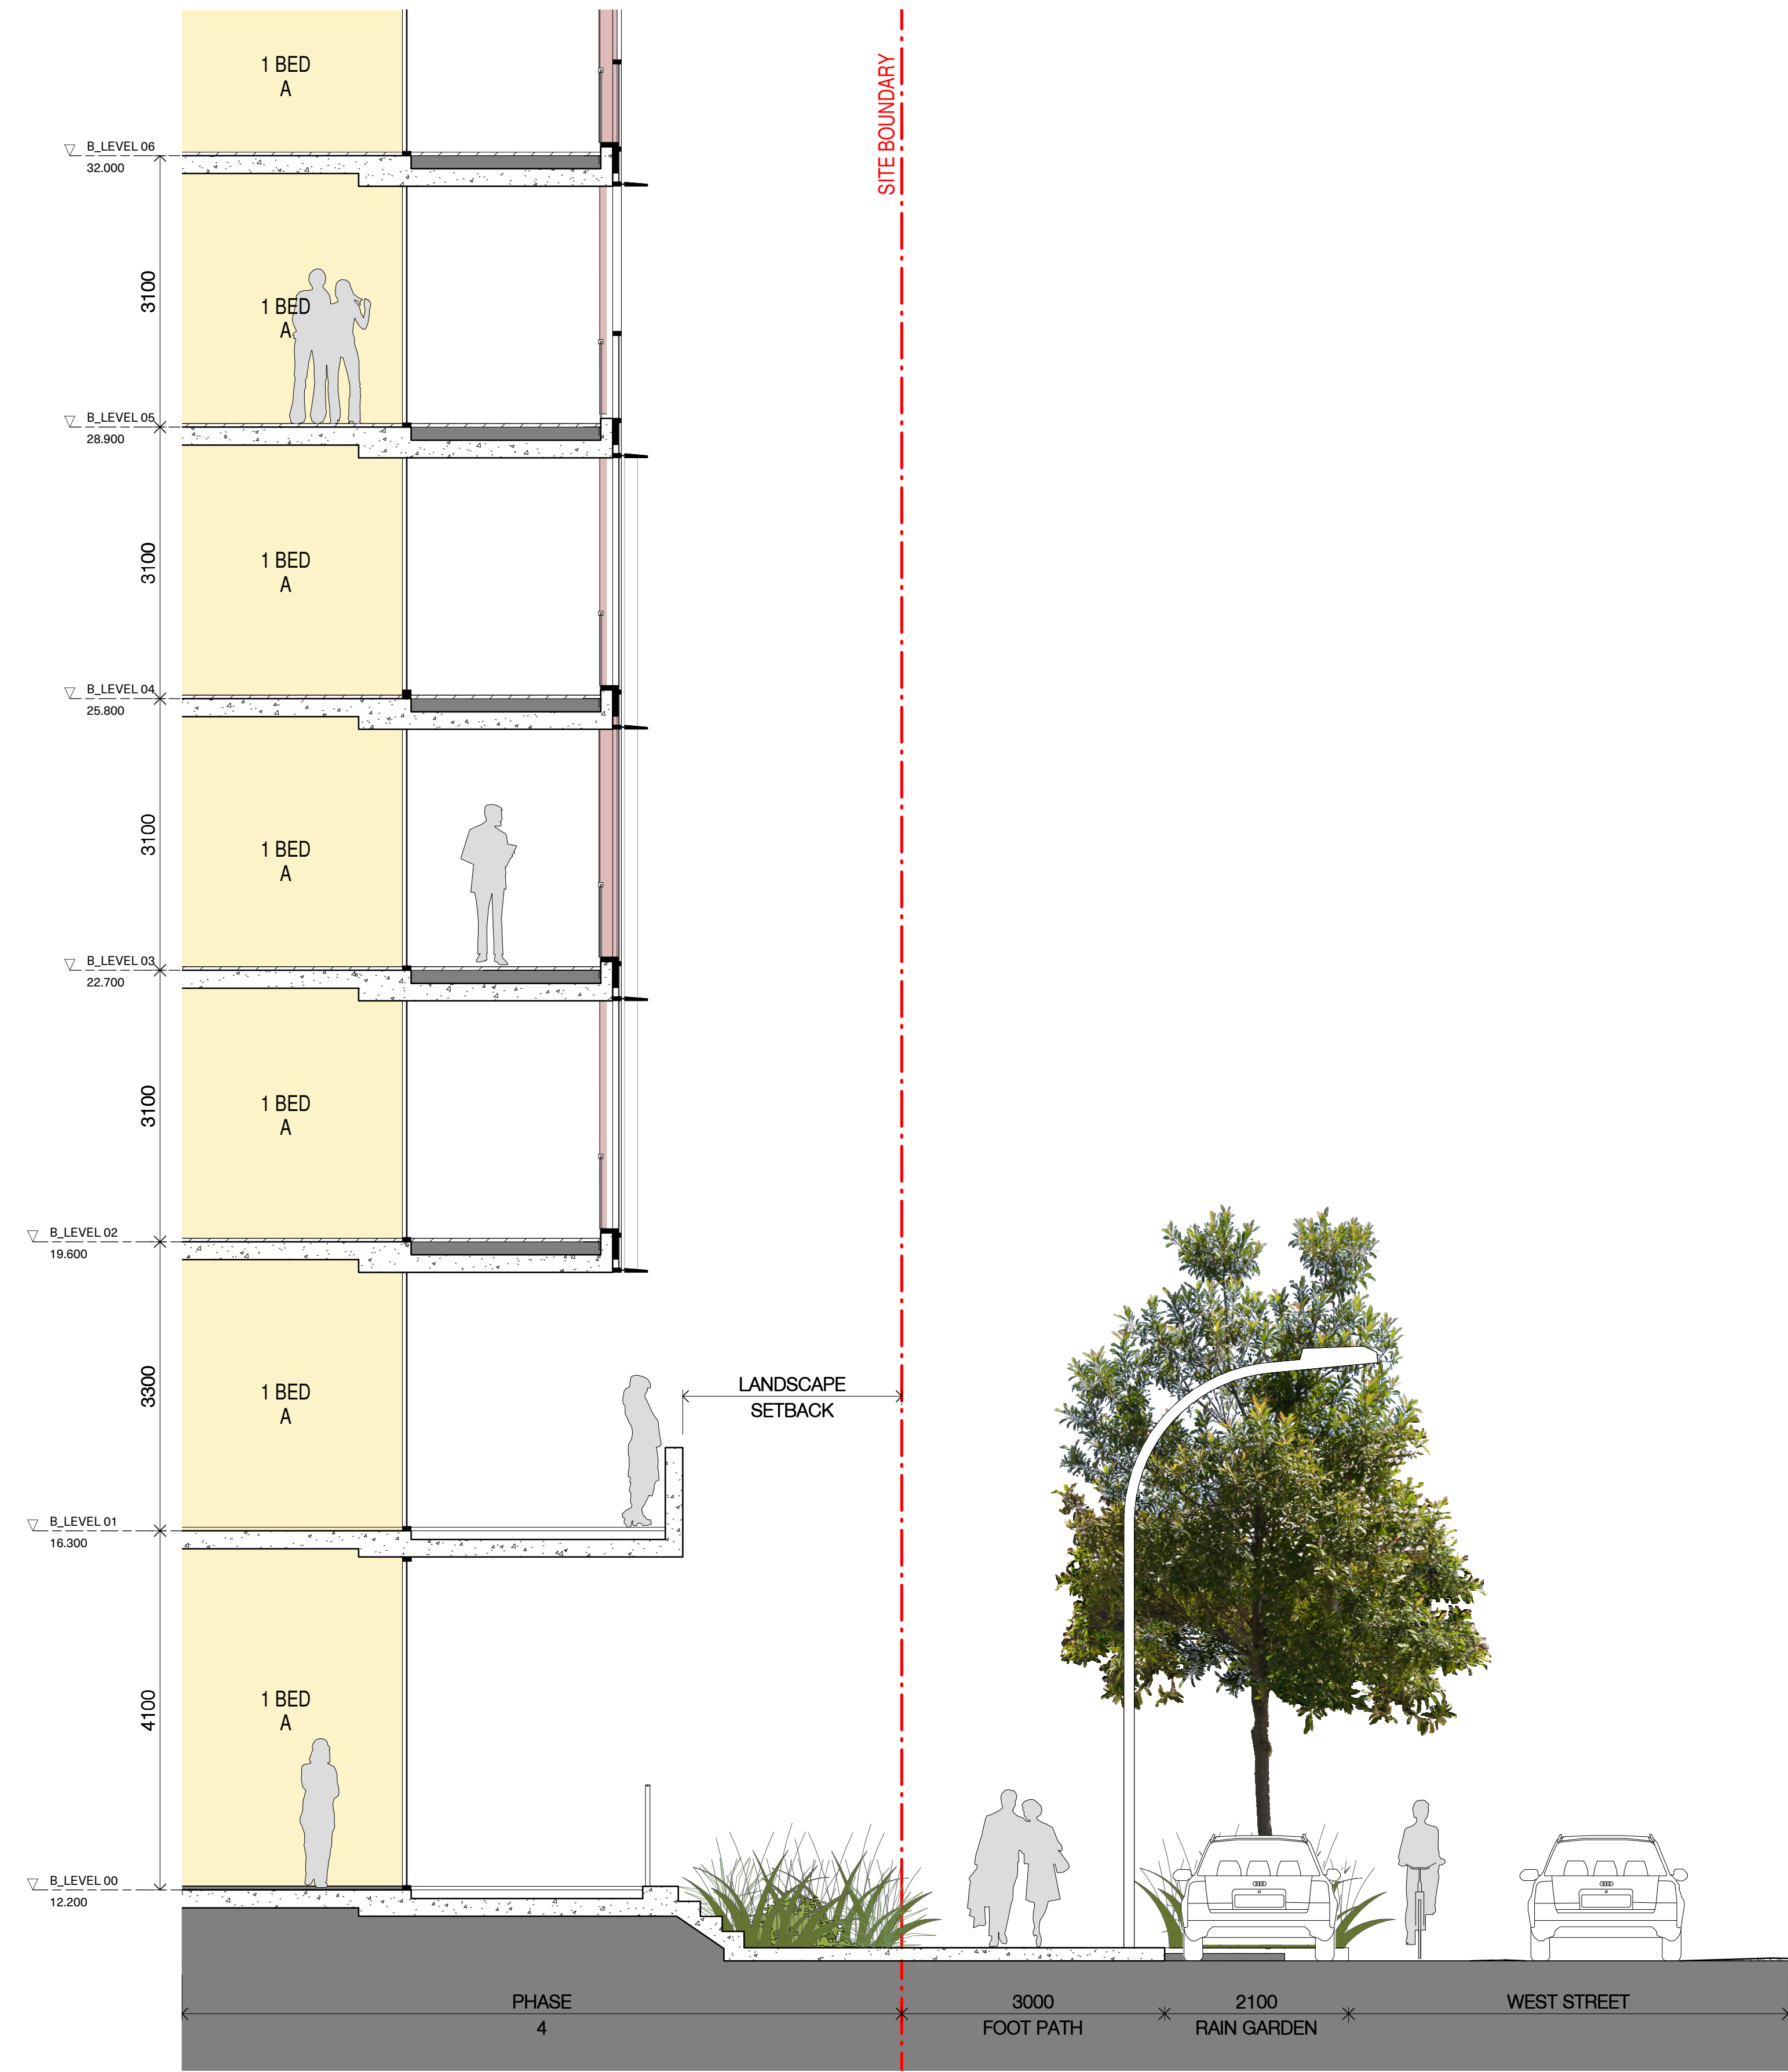 1 BED
A
SITE BOUNDARY
B_LEVEL 06
32.000
3100
1 BED
A
B_LEVEL 05
28.900
3100
1 BED
A
B_LEVEL 04
25.800
3100
1 BED
A
B_LEVEL 03
22.700
3100
1 BED
A
B_LEVEL 02
19.600
3300
1 BED
A
LANDSCAPE
SETBACK
B_LEVEL 01
16.300
4100
1 BED
A
B_LEVEL 00
12.200
PHASE
4
3000
FOOT PATH
2100
RAIN GARDEN
WEST STREET